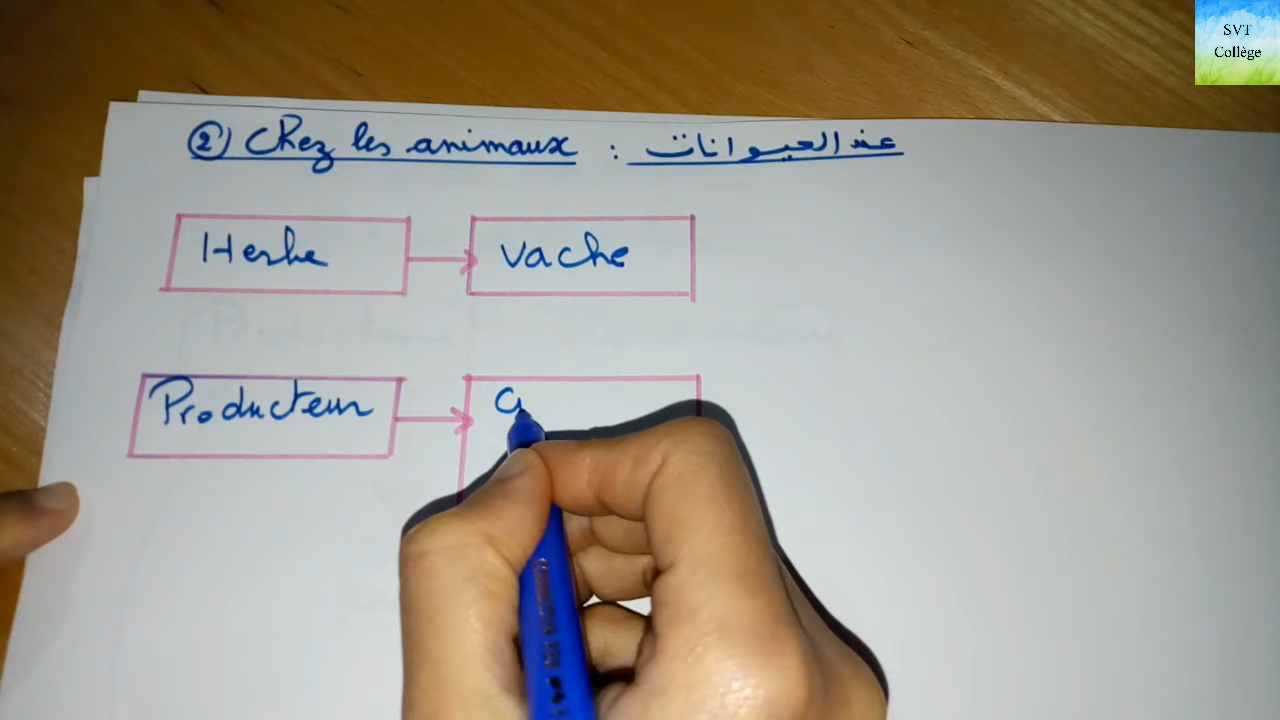 SVT
Collège
2) Chez les animaux : عند الحيوانات
Herbe → Vache
Producteur → C